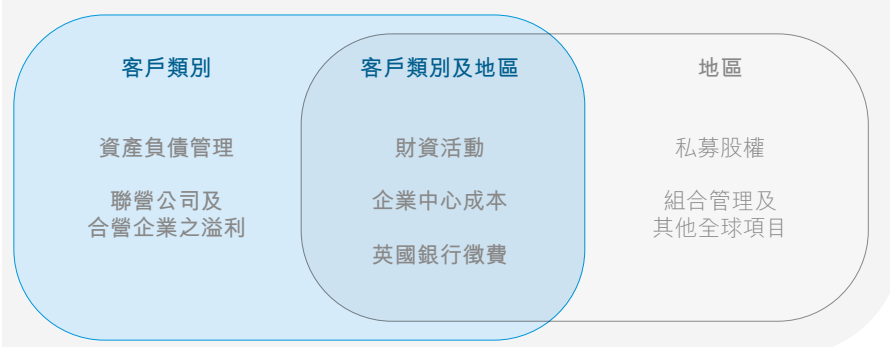 客戶類別
資產負債管理
聯營公司及
合營企業之溢利
客戶類別及地區
財資活動
企業中心成本
英國銀行徵費
地區
私募股權
組合管理及
其他全球項目